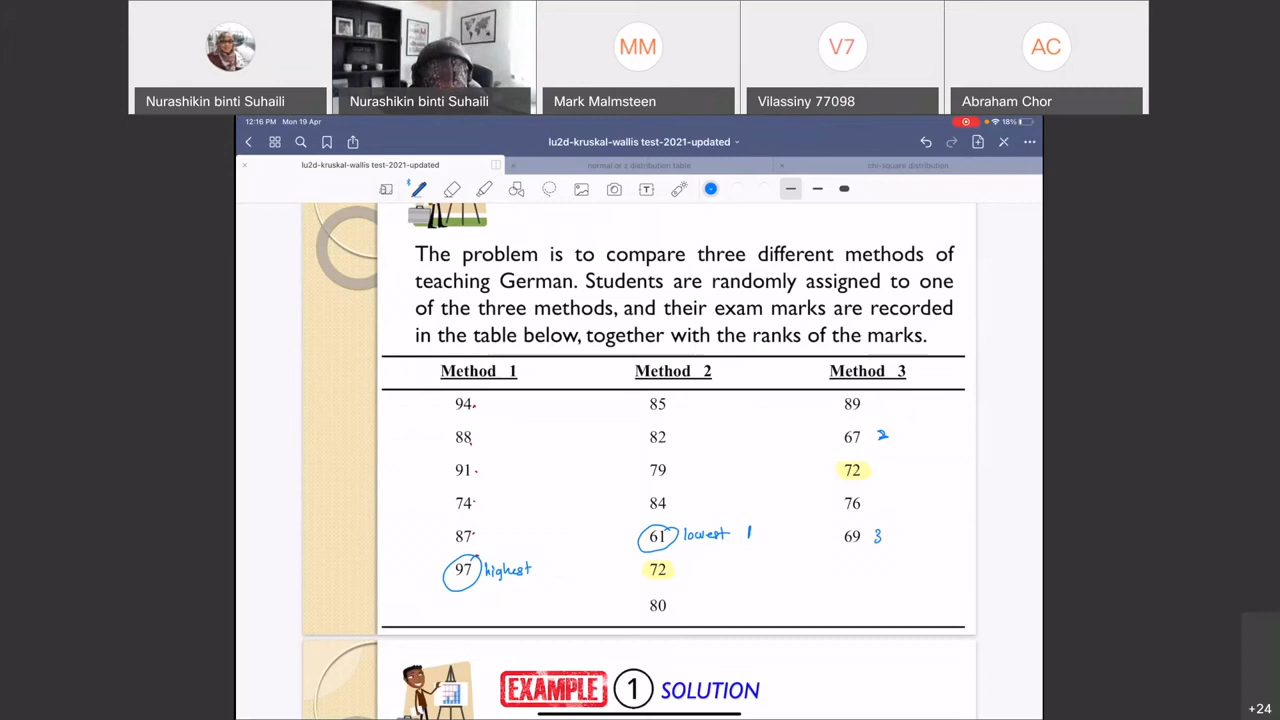 MM
V7
AC
Nurashikin binti Suhaili
Nurashikin binti Suhaili
Mark Malmsteen
Vilassiny 77098
Abraham Chor
12:16 PM Mon 19 Apr
18%
lu2d-kruskal-wallis test-2021-updated
lu2d-kruskal-wallis test-2021-updated
normal or z distribution table
chi-square distribution
The problem is to compare three different methods of
teaching German. Students are randomly assigned to one
of the three methods, and their exam marks are recorded
in the table below, together with the ranks of the marks.
Method 1 Method 2 Method 3
94 85 89
88 82 67 2
91 79 72
74 84 76
87 61 lowest 1 69 3
97 highest 72
80
EXAMPLE 1 SOLUTION
+24